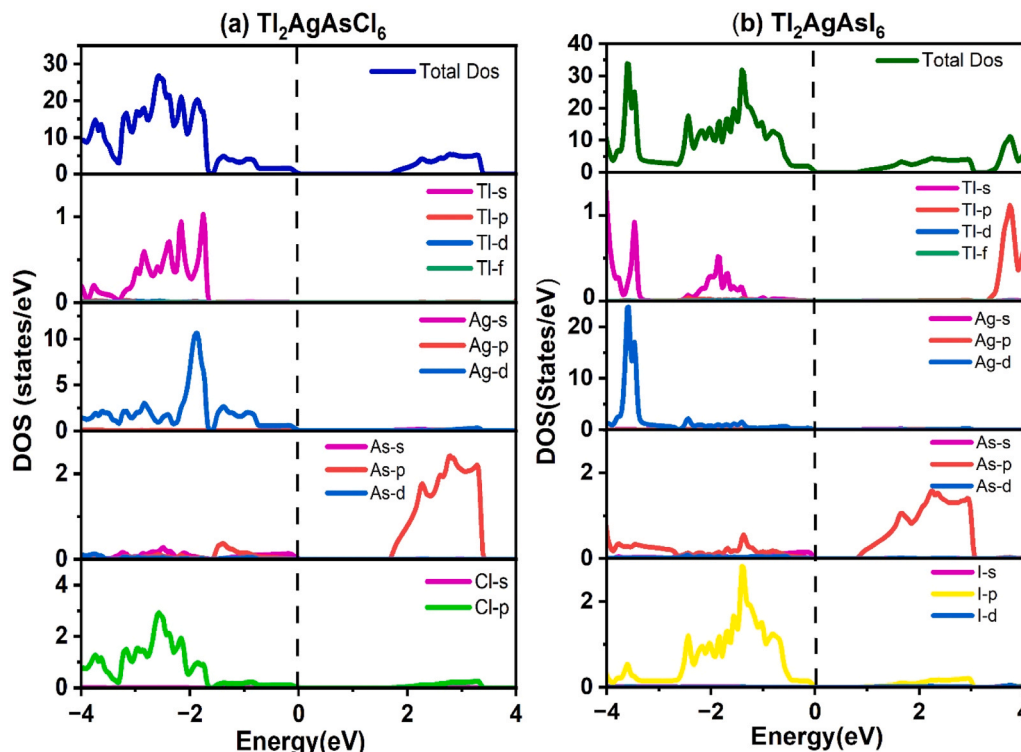 (a) Tl₂AgAsCl₆
30
20
10
0
Total Dos
1
0
Tl-s
Tl-p
Tl-d
Tl-f
10
5
0
Ag-s
Ag-p
Ag-d
2
0
As-s
As-p
As-d
4
2
0
Cl-s
Cl-p
−4
−2
0
2
4
Energy(eV)
DOS (states/eV)
(b) Tl₂AgAsI₆
40
30
20
10
0
Total Dos
1
0
Tl-s
Tl-p
Tl-d
Tl-f
20
10
0
Ag-s
Ag-p
Ag-d
2
0
As-s
As-p
As-d
2
0
I-s
I-p
I-d
−4
−2
0
2
4
Energy(eV)
DOS(States/eV)